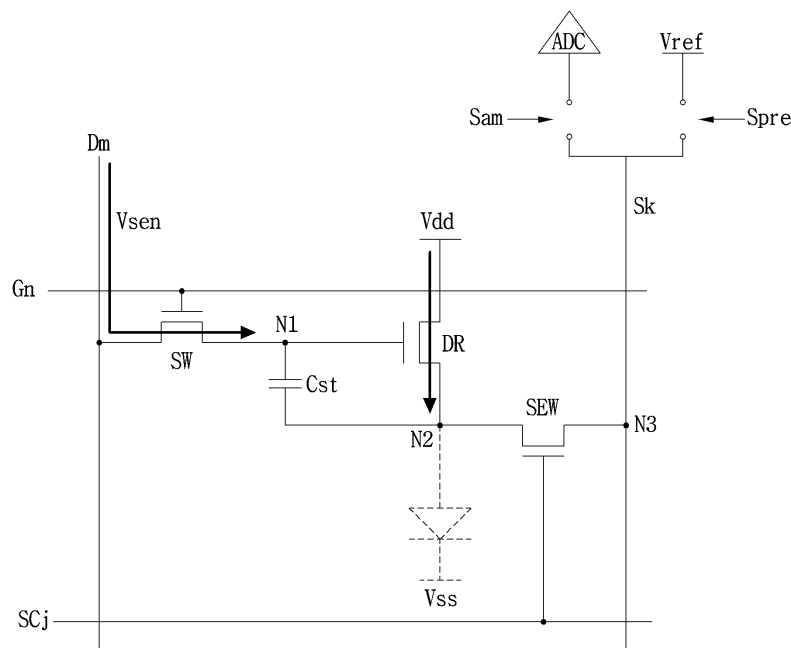 ADC
Vref
Sam
Spre
Dm
Vsen
Sk
Vdd
Gn
N1
SW
DR
Cst
SEW
N2
N3
Vss
SCj